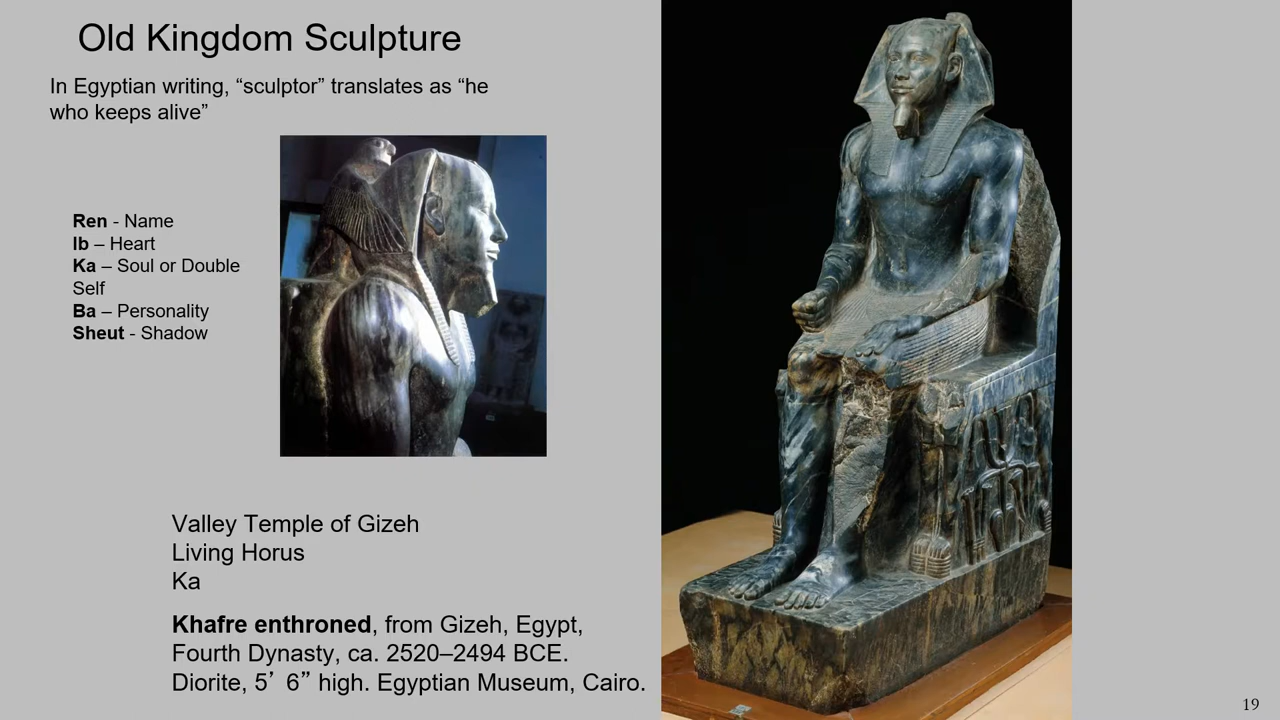 Old Kingdom Sculpture
In Egyptian writing, “sculptor” translates as “he
who keeps alive”
Ren - Name
Ib – Heart
Ka – Soul or Double
Self
Ba – Personality
Sheut - Shadow
Valley Temple of Gizeh
Living Horus
Ka
Khafre enthroned, from Gizeh, Egypt,
Fourth Dynasty, ca. 2520–2494 BCE.
Diorite, 5’ 6” high. Egyptian Museum, Cairo.
19